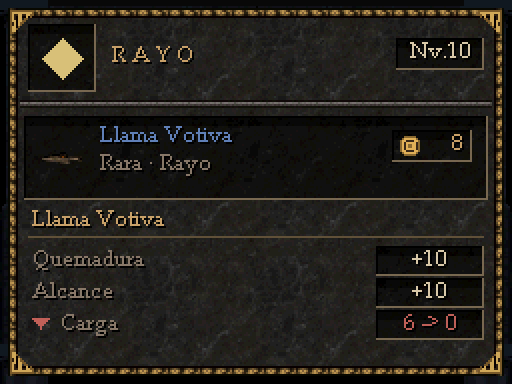 RAYO
Nv.10
Llama Votiva
8
Rara · Rayo
Llama Votiva
Quemadura +10
Alcance +10
Carga 6 -> 0